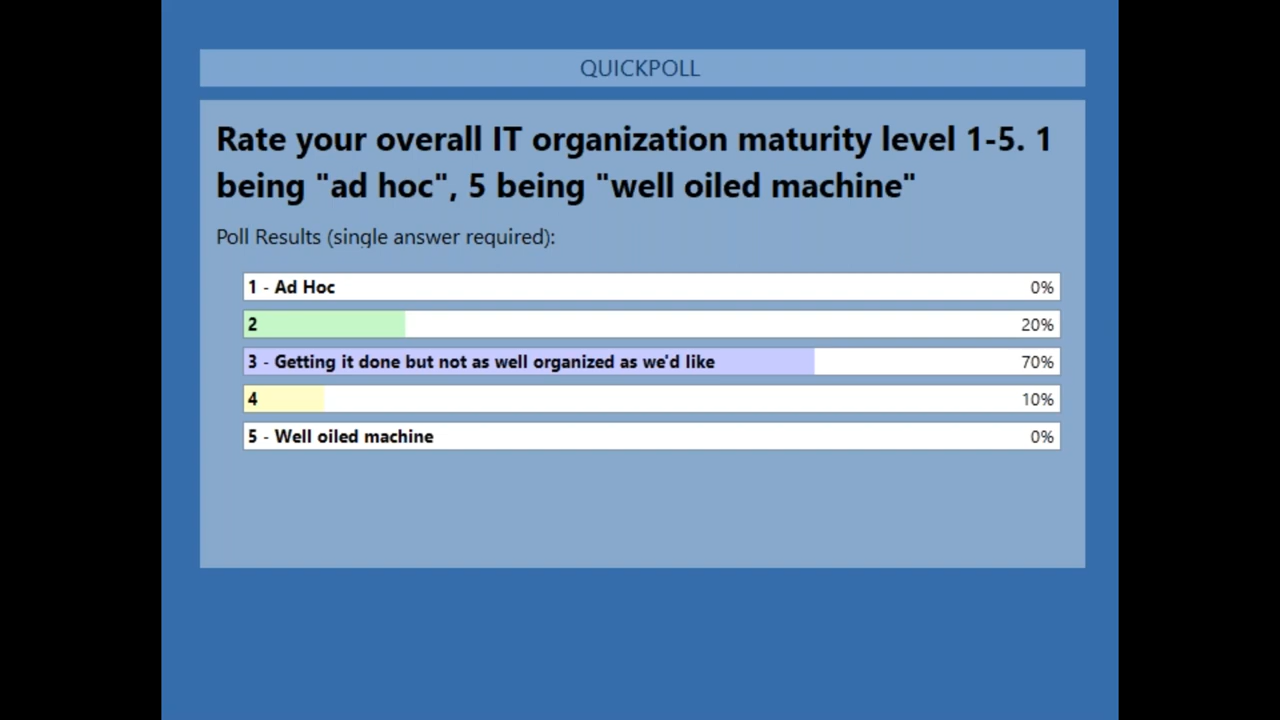 QUICKPOLL
Rate your overall IT organization maturity level 1-5. 1
being "ad hoc", 5 being "well oiled machine"
Poll Results (single answer required):
1 - Ad Hoc 0%
2 20%
3 - Getting it done but not as well organized as we'd like 70%
4 10%
5 - Well oiled machine 0%